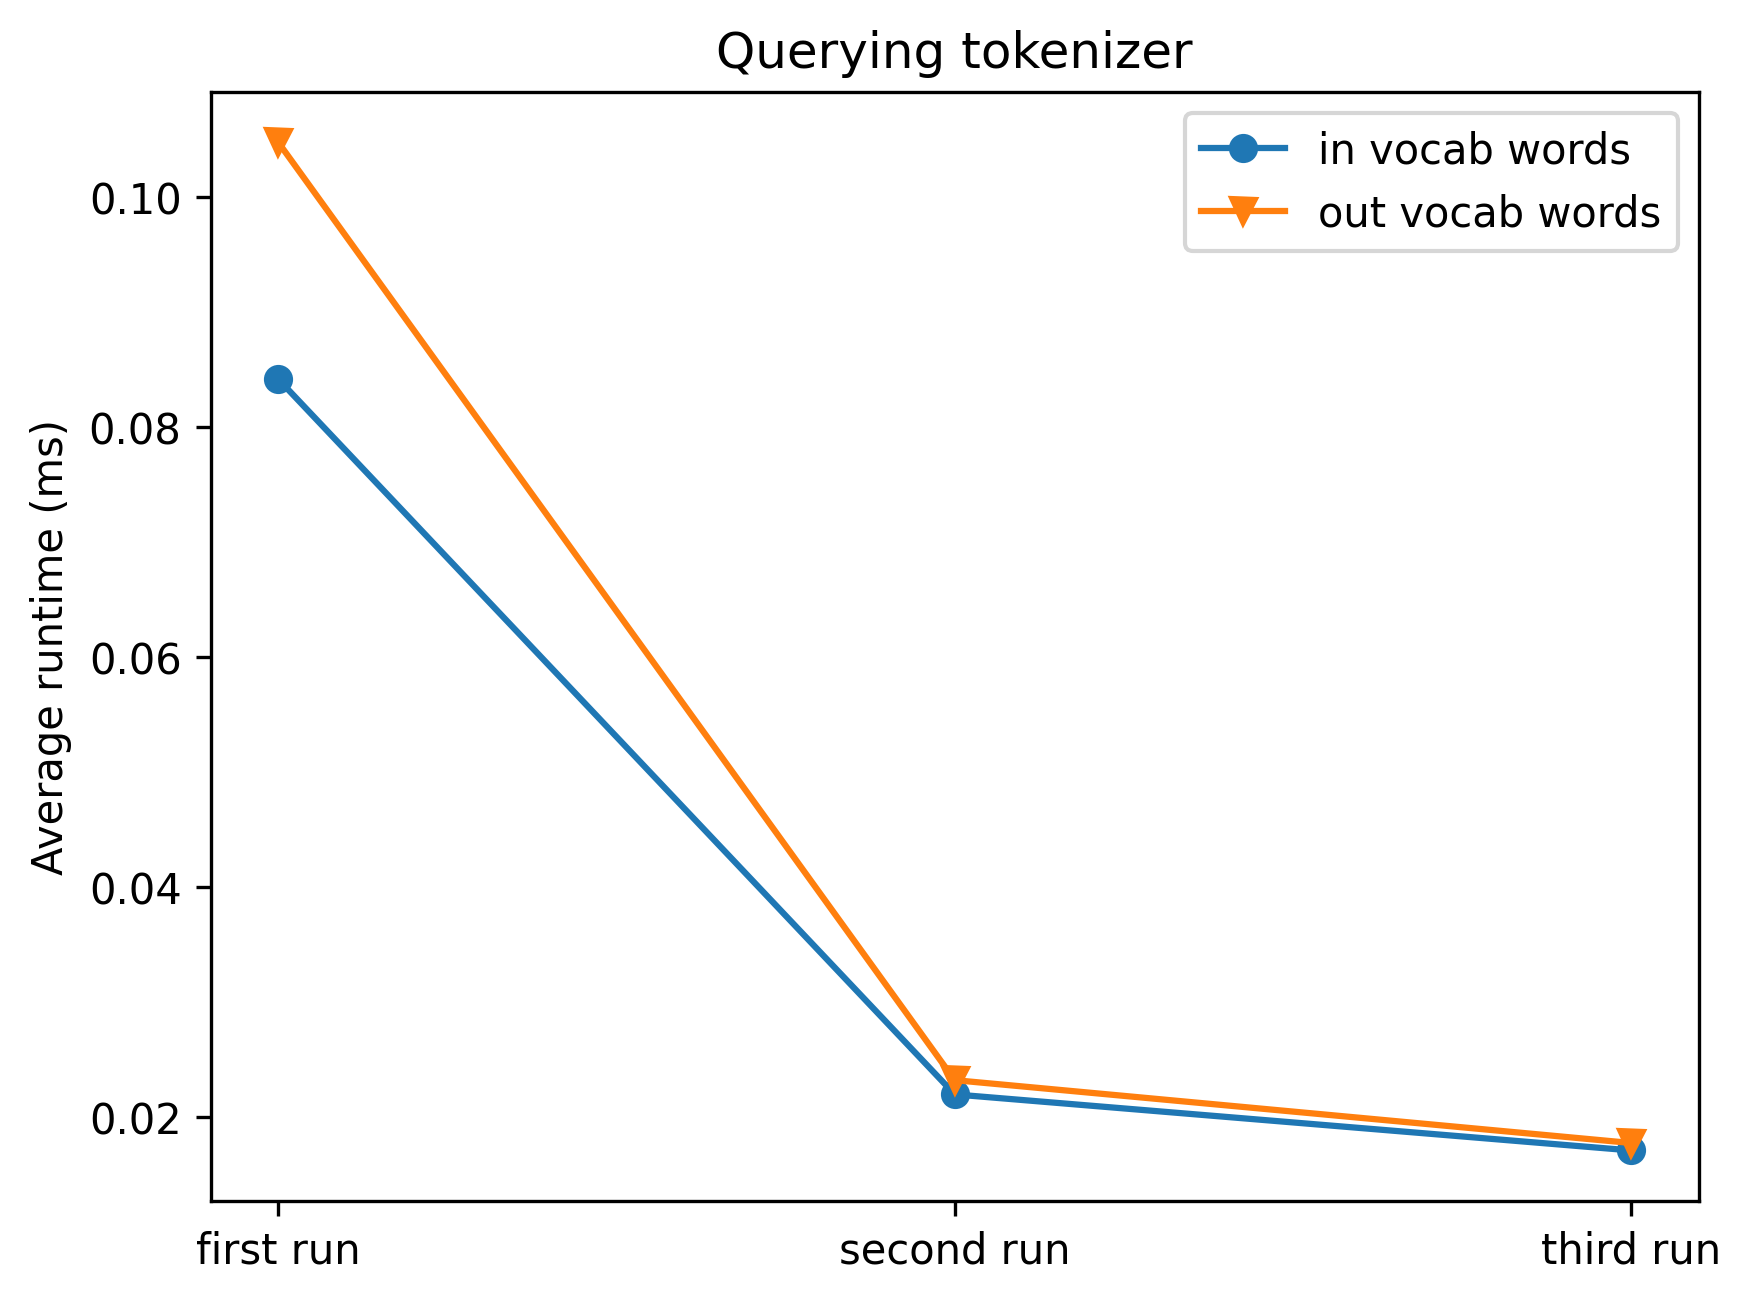 Querying tokenizer
in vocab words
out vocab words
Average runtime (ms)
0.10
0.08
0.06
0.04
0.02
first run
second run
third run